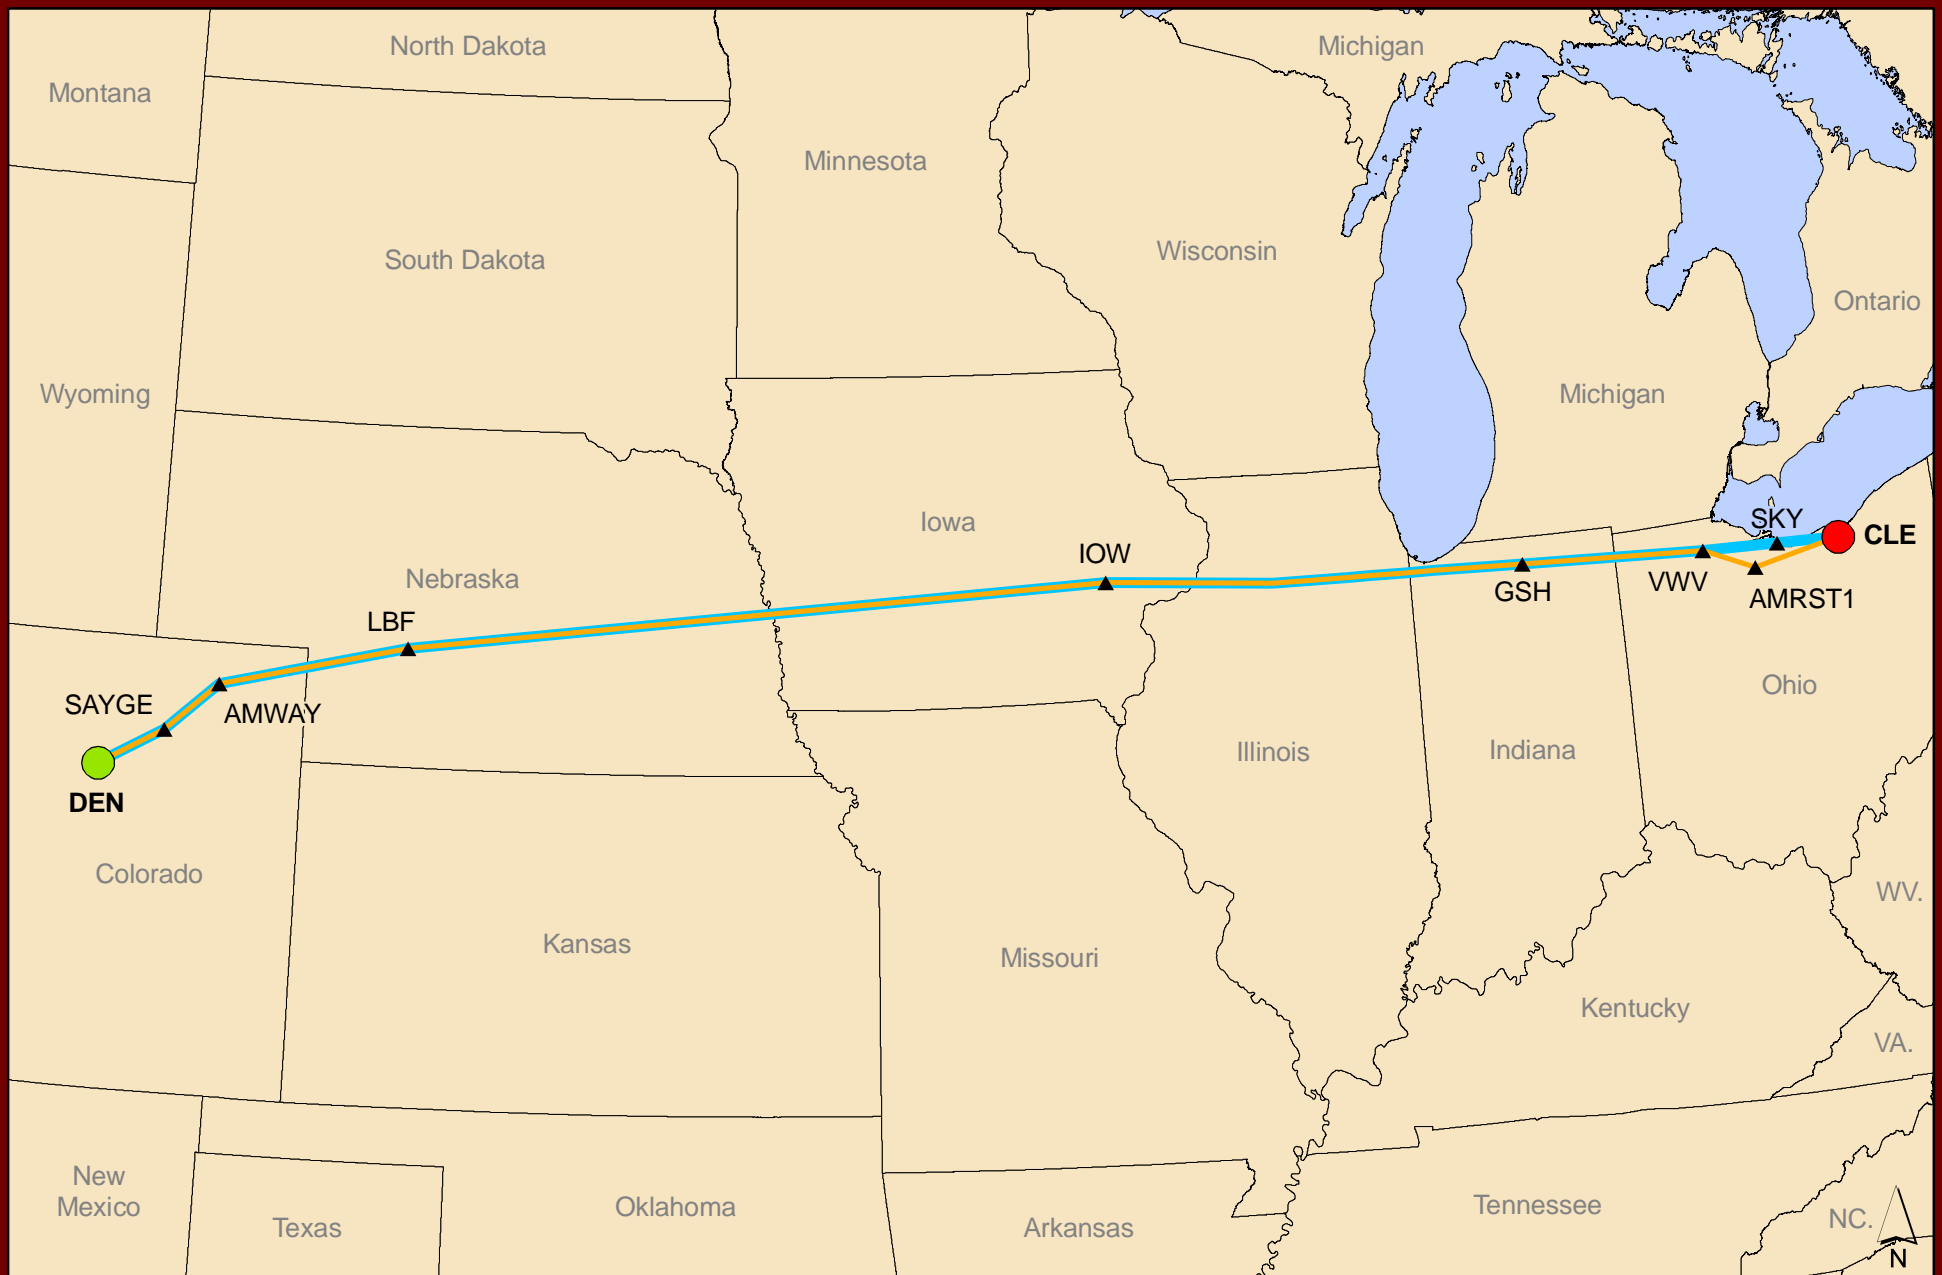 North Dakota
Michigan
Montana
Minnesota
Wisconsin
South Dakota
Ontario
Wyoming
Michigan
SKY
Iowa
CLE
IOW
Nebraska
VWV
GSH
AMRST1
LBF
SAYGE
AMWAY
Ohio
Illinois
Indiana
DEN
Colorado
WV.
Kansas
Missouri
Kentucky
VA.
New
Mexico
Oklahoma
Tennessee
Texas
Arkansas
NC.
N